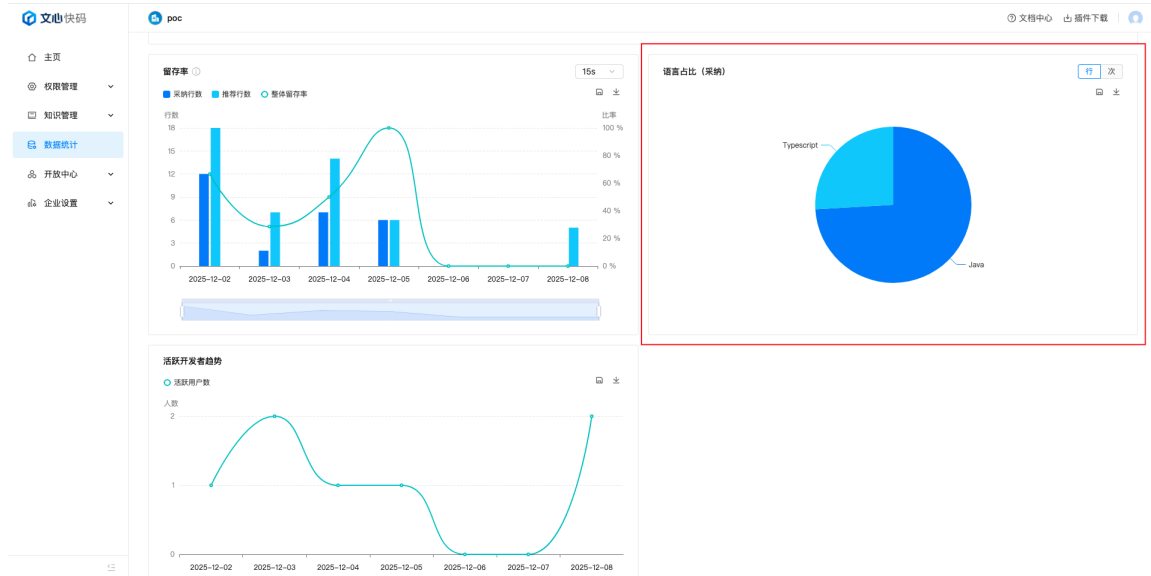 文心快码
poc
文档中心
插件下载
主页
权限管理
知识管理
数据统计
开放中心
企业设置
留存率
15s
采纳行数
推荐行数
整体留存率
行数
比率
18
15
12
9
6
3
0
100 %
80 %
60 %
40 %
20 %
0 %
2025-12-02
2025-12-03
2025-12-04
2025-12-05
2025-12-06
2025-12-07
2025-12-08
语言占比（采纳）
行
次
Typescript
Java
活跃开发者趋势
活跃用户数
人数
2
1
0
2025-12-02
2025-12-03
2025-12-04
2025-12-05
2025-12-06
2025-12-07
2025-12-08